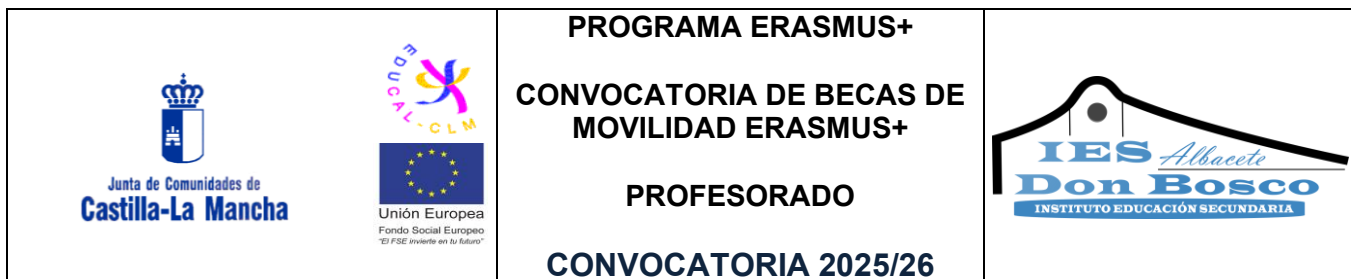 Junta de Comunidades de
Castilla-La Mancha
EDUCAL-CLM
Unión Europea
Fondo Social Europeo
"El FSE invierte en tu futuro"
PROGRAMA ERASMUS+
CONVOCATORIA DE BECAS DE
MOVILIDAD ERASMUS+
PROFESORADO
CONVOCATORIA 2025/26
IES Albacete
Don Bosco
INSTITUTO EDUCACIÓN SECUNDARIA